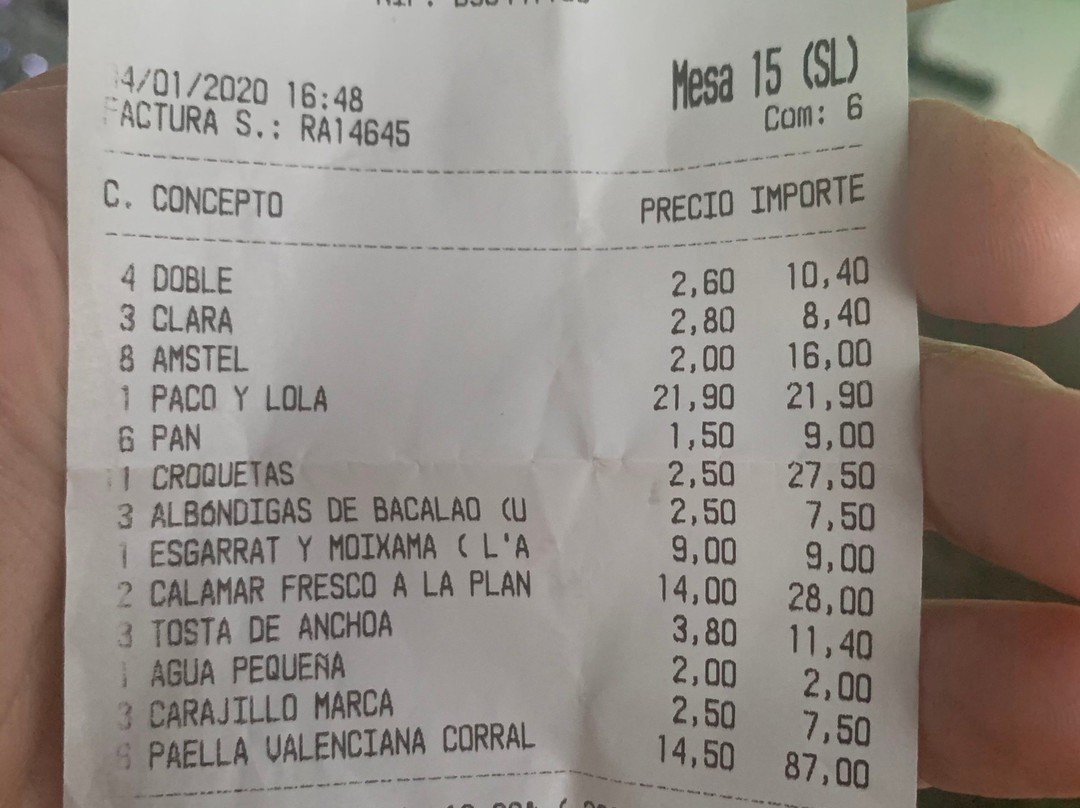 4/01/2020 16:48
Mesa 15 (SL)
FACTURA S.: RA14645
Com: 6
C. CONCEPTO PRECIO IMPORTE
4 DOBLE 2,60 10,40
3 CLARA 2,80 8,40
8 AMSTEL 2,00 16,00
1 PACO Y LOLA 21,90 21,90
6 PAN 1,50 9,00
11 CROQUETAS 2,50 27,50
3 ALBÓNDIGAS DE BACALAO (U 2,50 7,50
1 ESGARRAT Y MOIXAMA ( L'A 9,00 9,00
2 CALAMAR FRESCO A LA PLAN 14,00 28,00
3 TOSTA DE ANCHOA 3,80 11,40
1 AGUA PEQUEÑA 2,00 2,00
3 CARAJILLO MARCA 2,50 7,50
6 PAELLA VALENCIANA CORRAL 14,50 87,00